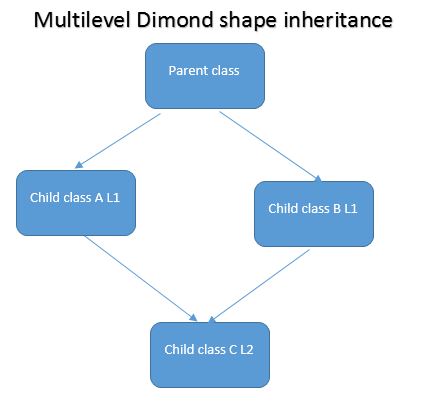 Multilevel Dimond shape inheritance
Parent class
Child class A L1
Child class B L1
Child class C L2